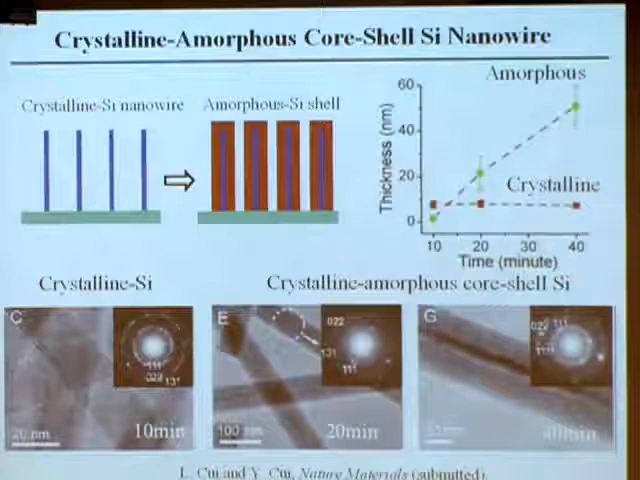 Crystalline-Amorphous Core-Shell Si Nanowire
Crystalline-Si nanowire
Amorphous-Si shell
Amorphous
Crystalline
Thickness (nm)
60
40
20
0
10
20
30
40
Time (minute)
Crystalline-Si
Crystalline-amorphous core-shell Si
C
111
022
131
20 nm
10min
E
022
131
111
100 nm
20min
G
022
111
40min
L. Cui and Y. Cui, Nature Materials (submitted).